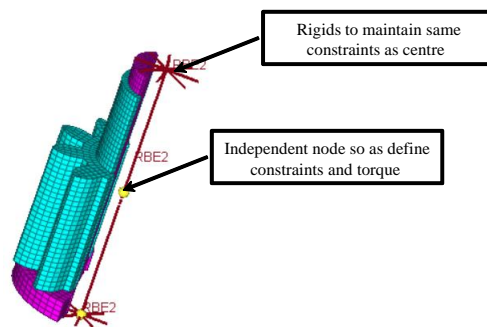 Rigids to maintain same
constraints as centre
RBE2
RBE2
Independent node so as define
constraints and torque
RBE2